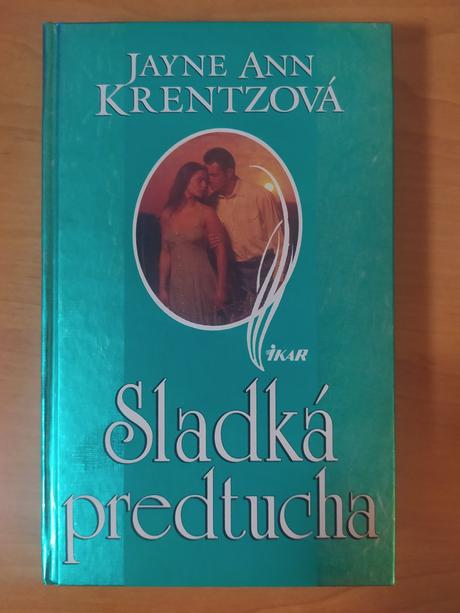 JAYNE ANN
KRENTZOVÁ
IKAR
Sladká
predtucha